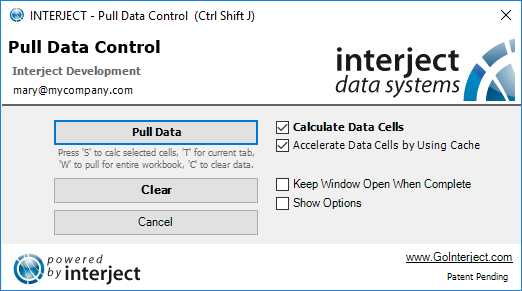 INTERJECT - Pull Data Control (Ctrl Shift J)
Pull Data Control
Interject Development
mary@mycompany.com
interject
data systems
Pull Data
Press 'S' to calc selected cells, 'T' for current tab,
'W' to pull for entire workbook, 'C' to clear data.
Clear
Cancel
Calculate Data Cells
Accelerate Data Cells by Using Cache
Keep Window Open When Complete
Show Options
powered
by interject
www.GoInterject.com
Patent Pending